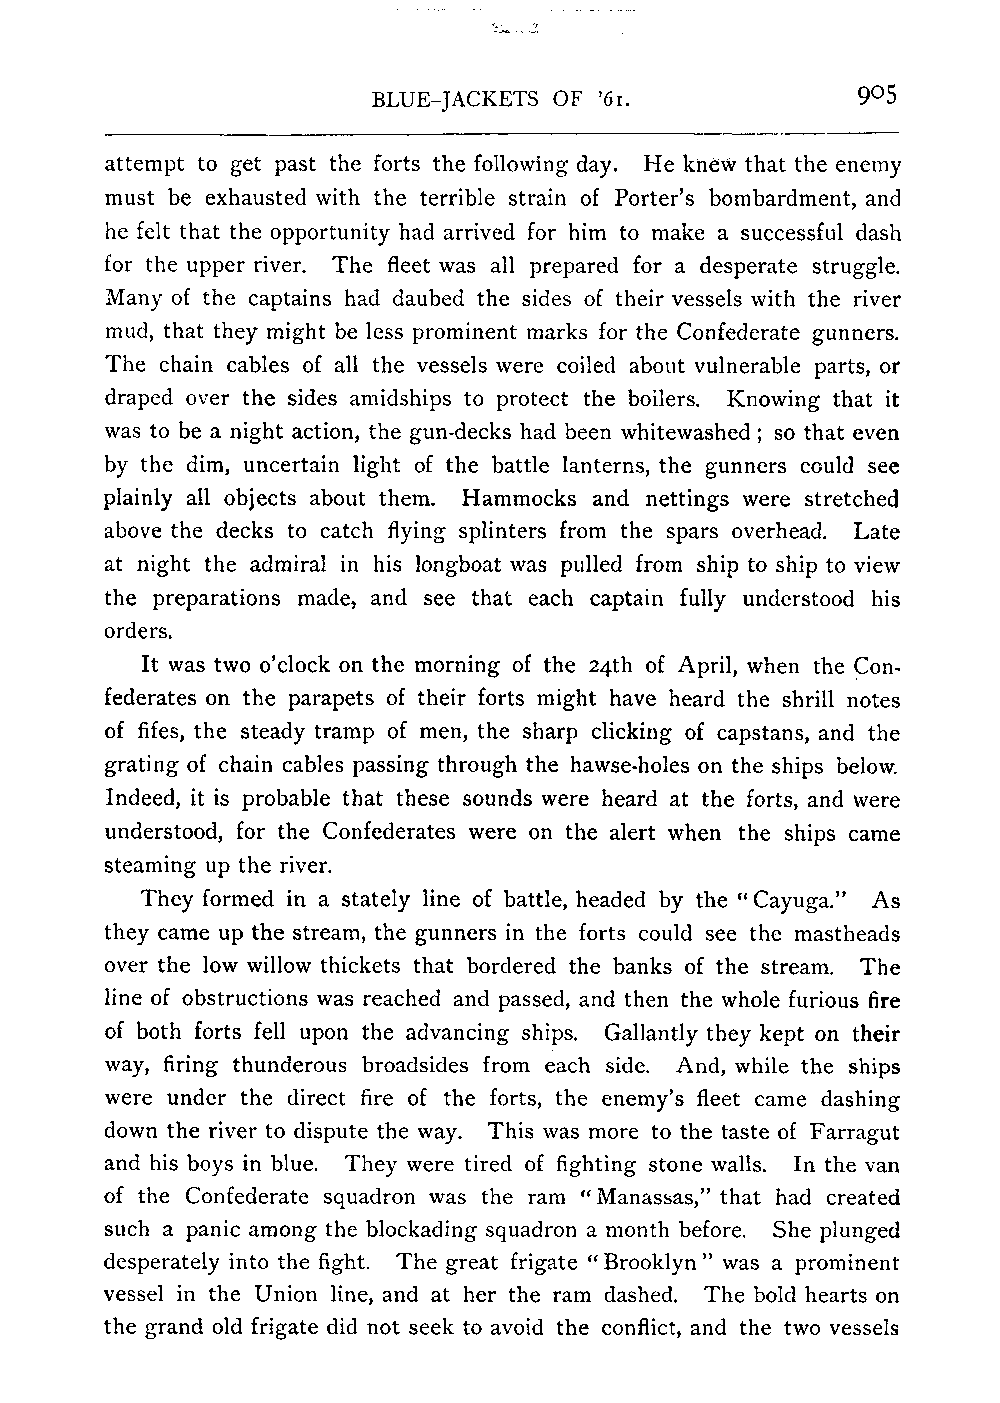 BLUE-JACKETS OF '61. 905
attempt to get past the forts the following day. He knew that the enemy
must be exhausted with the terrible strain of Porter's bombardment, and
he felt that the opportunity had arrived for him to make a successful dash
for the upper river. The fleet was all prepared for a desperate struggle.
Many of the captains had daubed the sides of their vessels with the river
mud, that they might be less prominent marks for the Confederate gunners.
The chain cables of all the vessels were coiled about vulnerable parts, or
draped over the sides amidships to protect the boilers. Knowing that it
was to be a night action, the gun-decks had been whitewashed; so that even
by the dim, uncertain light of the battle lanterns, the gunners could see
plainly all objects about them. Hammocks and nettings were stretched
above the decks to catch flying splinters from the spars overhead. Late
at night the admiral in his longboat was pulled from ship to ship to view
the preparations made, and see that each captain fully understood his
orders.
It was two o'clock on the morning of the 24th of April, when the Con-
federates on the parapets of their forts might have heard the shrill notes
of fifes, the steady tramp of men, the sharp clicking of capstans, and the
grating of chain cables passing through the hawse-holes on the ships below.
Indeed, it is probable that these sounds were heard at the forts, and were
understood, for the Confederates were on the alert when the ships came
steaming up the river.
They formed in a stately line of battle, headed by the "Cayuga." As
they came up the stream, the gunners in the forts could see the mastheads
over the low willow thickets that bordered the banks of the stream. The
line of obstructions was reached and passed, and then the whole furious fire
of both forts fell upon the advancing ships. Gallantly they kept on their
way, firing thunderous broadsides from each side. And, while the ships
were under the direct fire of the forts, the enemy's fleet came dashing
down the river to dispute the way. This was more to the taste of Farragut
and his boys in blue. They were tired of fighting stone walls. In the van
of the Confederate squadron was the ram "Manassas," that had created
such a panic among the blockading squadron a month before. She plunged
desperately into the fight. The great frigate "Brooklyn" was a prominent
vessel in the Union line, and at her the ram dashed. The bold hearts on
the grand old frigate did not seek to avoid the conflict, and the two vessels